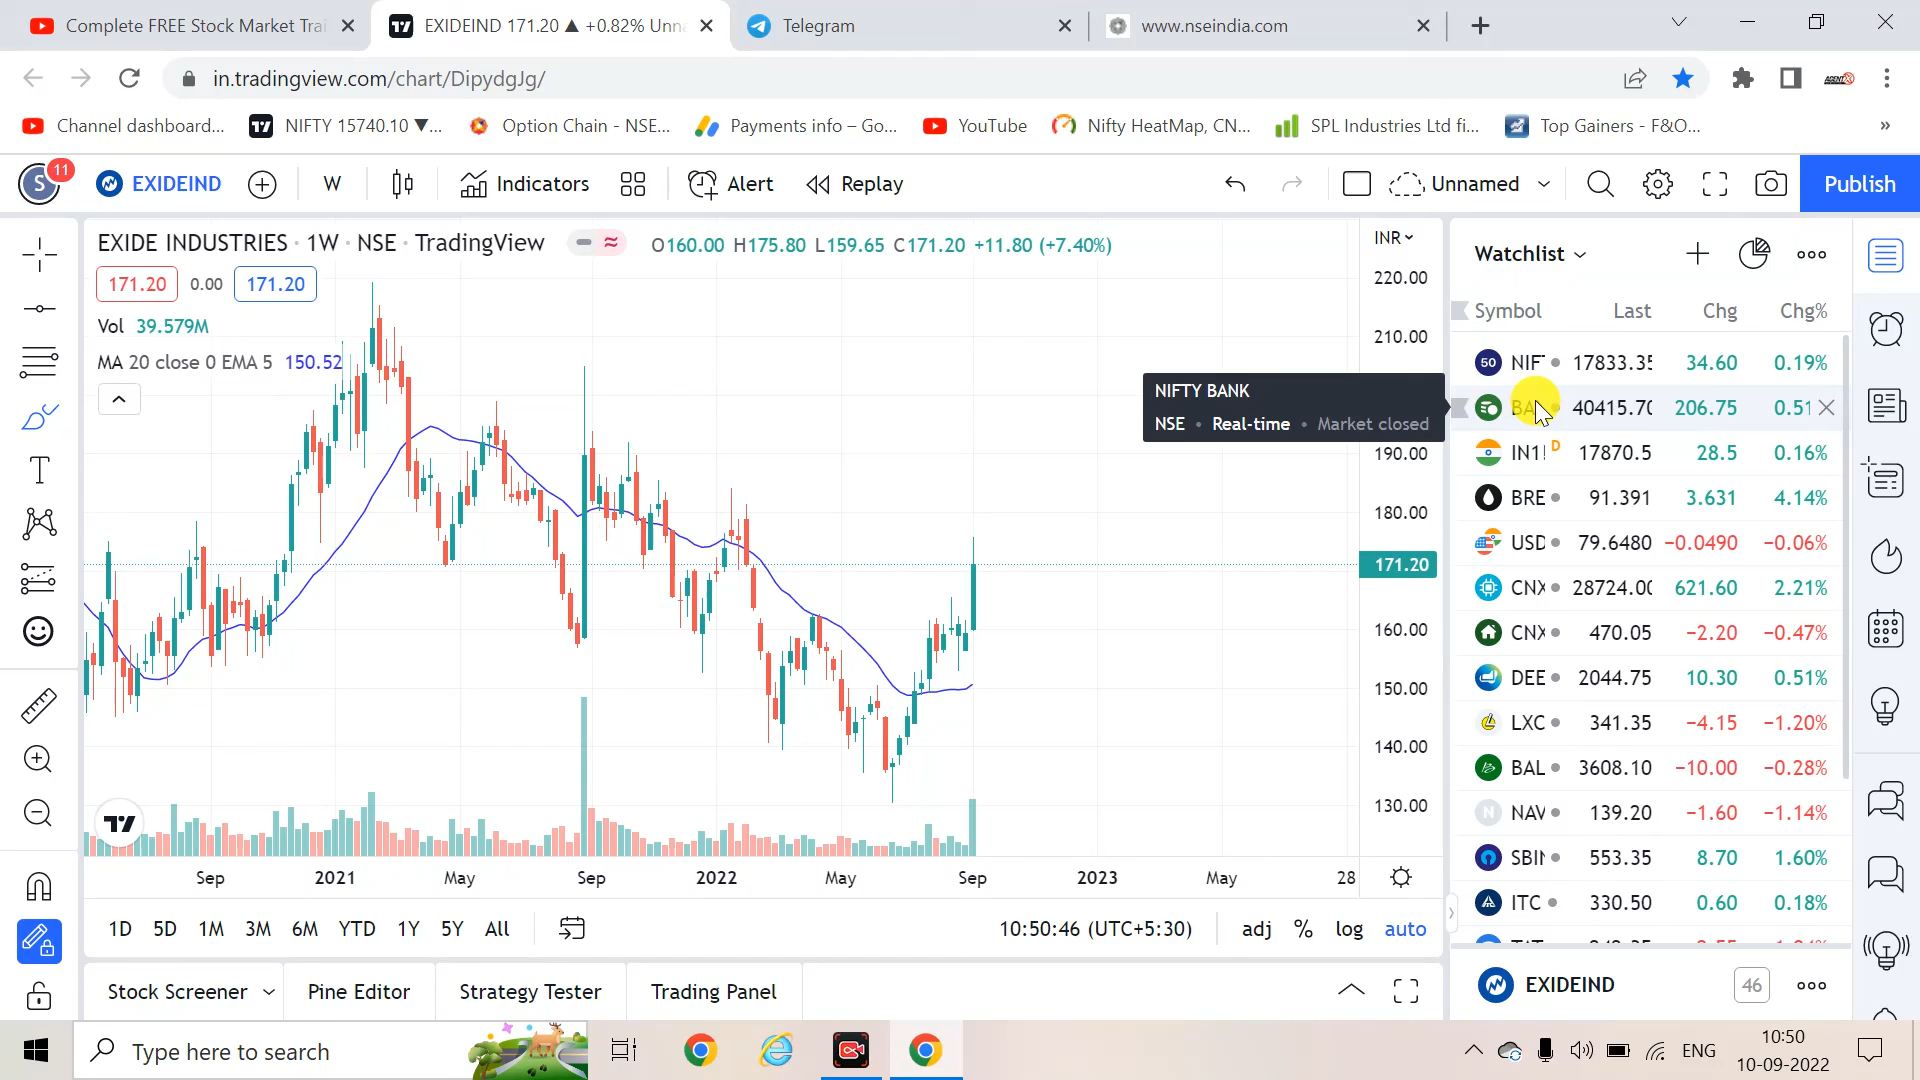 Complete FREE Stock Market Trai
EXIDEIND 171.20 ▲ +0.82% Unna
Telegram
www.nseindia.com
in.tradingview.com/chart/DipydgJg/
Channel dashboard...
NIFTY 15740.10 ▼...
Option Chain - NSE...
Payments info – Go...
YouTube
Nifty HeatMap, CN...
SPL Industries Ltd fi...
Top Gainers - F&O...
»
S 11
EXIDEIND
W
Indicators
Alert
Replay
Unnamed
Publish
EXIDE INDUSTRIES · 1W · NSE · TradingView
O160.00 H175.80 L159.65 C171.20 +11.80 (+7.40%)
171.20 0.00 171.20
Vol 39.579M
MA 20 close 0 EMA 5 150.52
INR
220.00
210.00
190.00
180.00
171.20
160.00
150.00
140.00
130.00
NIFTY BANK
NSE • Real-time • Market closed
Sep 2021 May Sep 2022 May Sep 2023 May 28
1D 5D 1M 3M 6M YTD 1Y 5Y All
10:50:46 (UTC+5:30)
adj % log auto
Stock Screener
Pine Editor
Strategy Tester
Trading Panel
Watchlist
Symbol Last Chg Chg%
50 NIF 17833.35 34.60 0.19%
BA 40415.70 206.75 0.51
IN1! D 17870.5 28.5 0.16%
BRE 91.391 3.631 4.14%
USD 79.6480 −0.0490 −0.06%
CNX 28724.00 621.60 2.21%
CNX 470.05 −2.20 −0.47%
DEE 2044.75 10.30 0.51%
LXC 341.35 −4.15 −1.20%
BAL 3608.10 −10.00 −0.28%
N NAV 139.20 −1.60 −1.14%
SBIN 553.35 8.70 1.60%
ITC 330.50 0.60 0.18%
EXIDEIND 46
Type here to search
ENG
10:50
10-09-2022